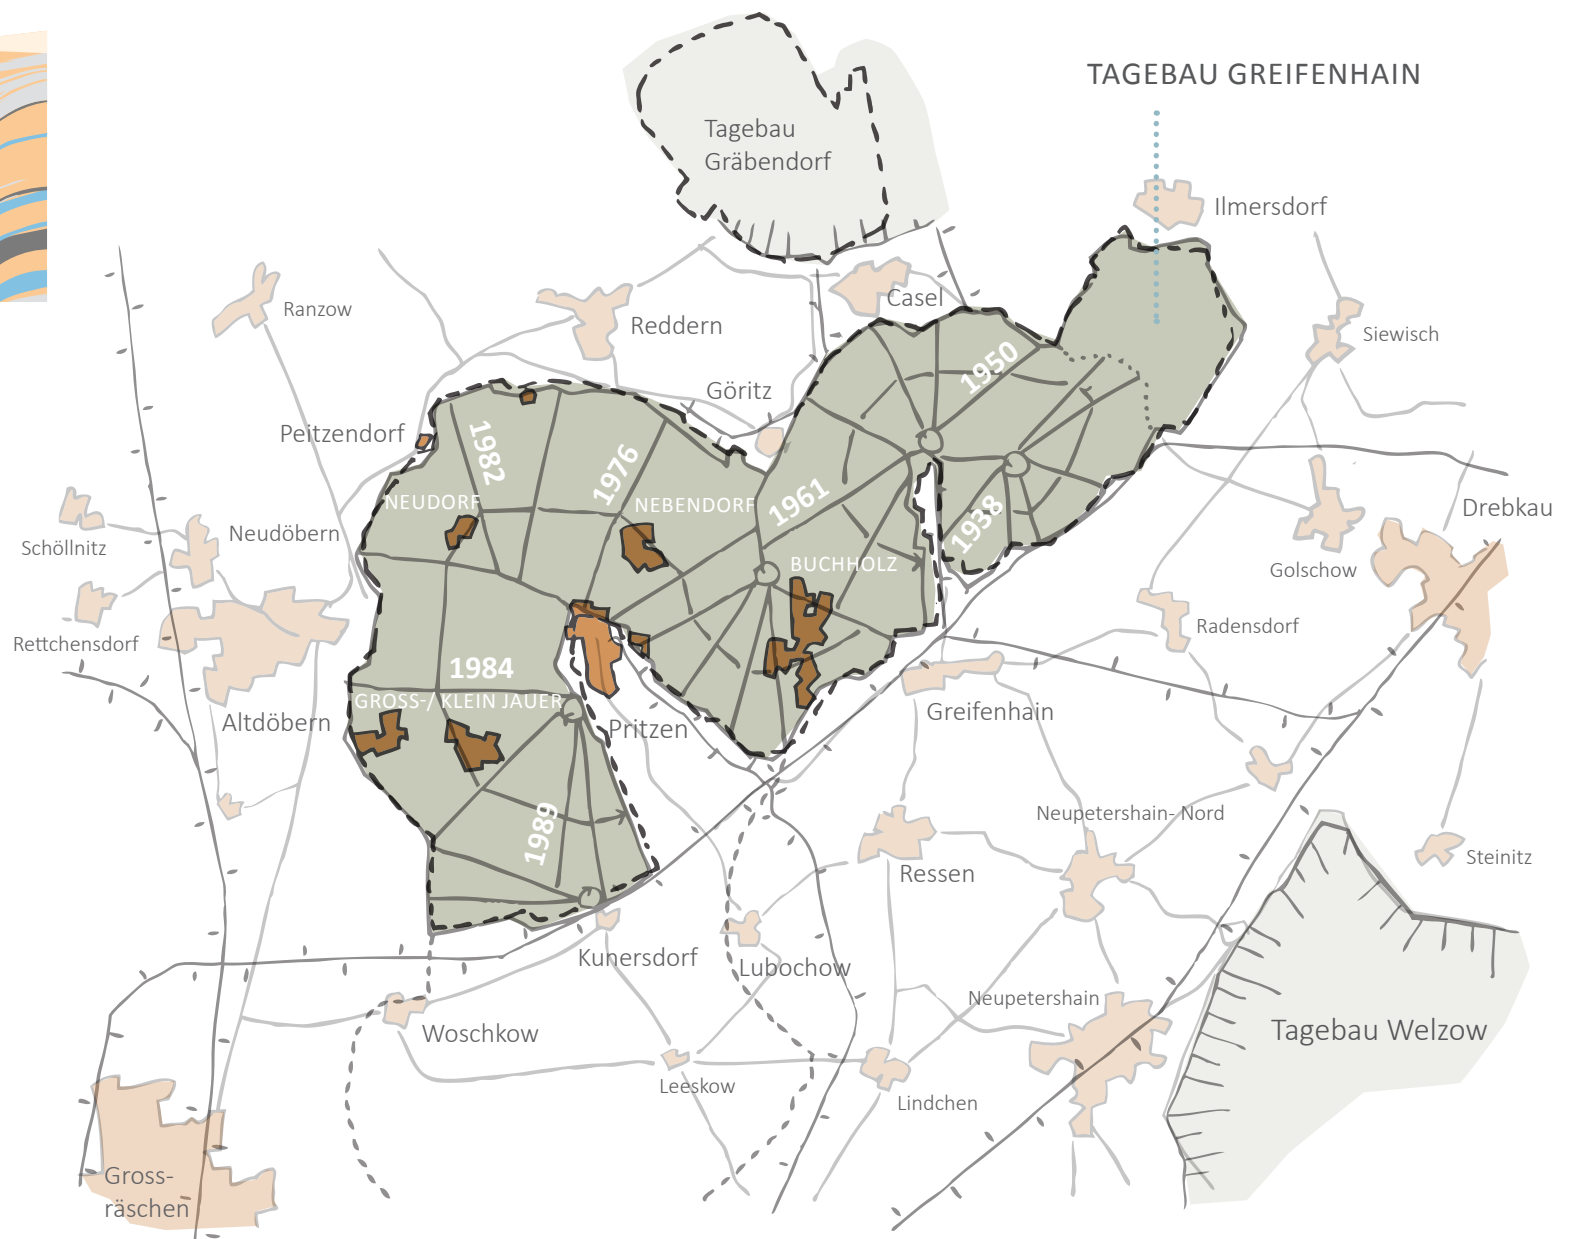 TAGEBAU GREIFENHAIN
Tagebau
Gräbendorf
Ilmersdorf
Ranzow
Casel
Reddern
Siewisch
1950
Göritz
Peitzendorf
1982
1976
NEUDORF
NEBENDORF
1961
1938
Drebkau
Neudöbern
Schöllnitz
BUCHHOLZ
Golschow
Radensdorf
Rettchensdorf
1984
GROSS-/ KLEIN JAUER
Altdöbern
Pritzen
Greifenhain
1989
Neupetershain- Nord
Steinitz
Ressen
Kunersdorf
Lubochow
Neupetershain
Woschkow
Tagebau Welzow
Leeskow
Lindchen
Gross-
räschen